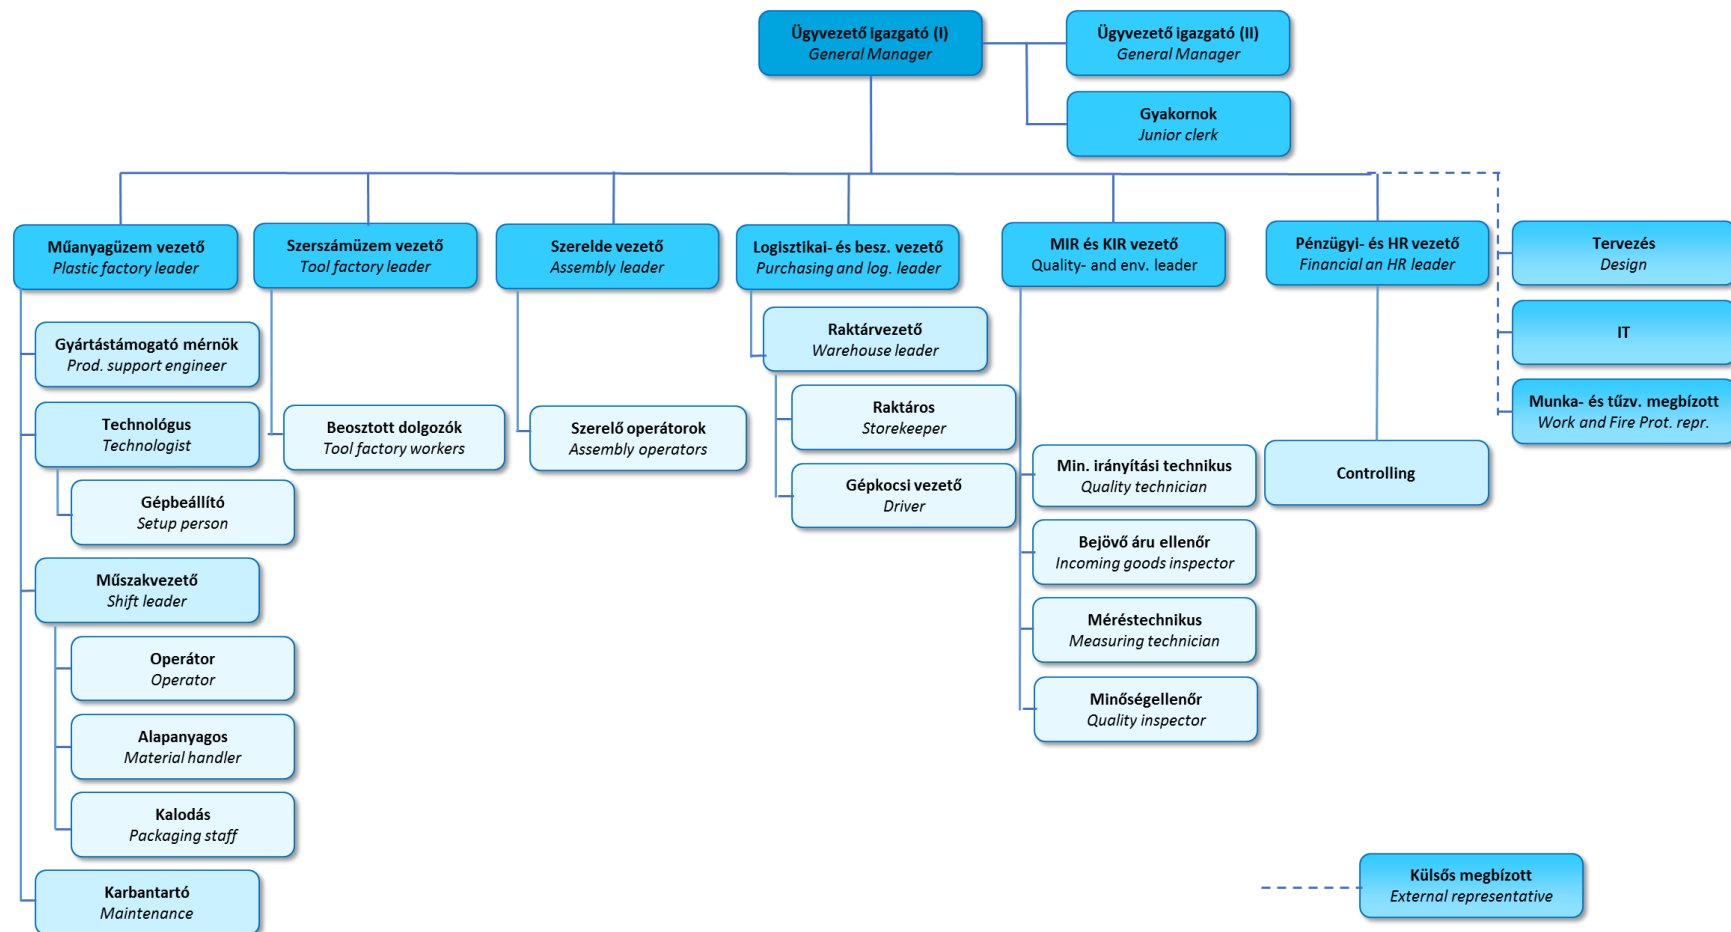 Ügyvezető igazgató (I)
General Manager
Ügyvezető igazgató (II)
General Manager
Gyakornok
Junior clerk
Műanyagüzem vezető
Plastic factory leader
Szerszámüzem vezető
Tool factory leader
Szerelde vezető
Assembly leader
Logisztikai- és besz. vezető
Purchasing and log. leader
MIR és KIR vezető
Quality- and env. leader
Pénzügyi- és HR vezető
Financial an HR leader
Tervezés
Design
IT
Munka- és tűzv. megbízott
Work and Fire Prot. repr.
Gyártástámogató mérnök
Prod. support engineer
Technológus
Technologist
Gépbeállító
Setup person
Műszakvezető
Shift leader
Operátor
Operator
Alapanyagos
Material handler
Kalodás
Packaging staff
Karbantartó
Maintenance
Beosztott dolgozók
Tool factory workers
Szerelő operátorok
Assembly operators
Raktárvezető
Warehouse leader
Raktáros
Storekeeper
Gépkocsi vezető
Driver
Min. irányítási technikus
Quality technician
Bejövő áru ellenőr
Incoming goods inspector
Méréstechnikus
Measuring technician
Minőségellenőr
Quality inspector
Controlling
Külsős megbízott
External representative